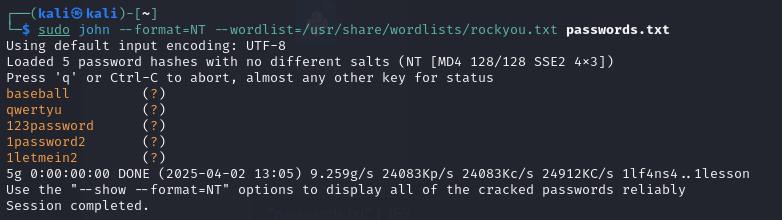 ┌──(kali㉿kali)-[~]
└─$ sudo john --format=NT --wordlist=/usr/share/wordlists/rockyou.txt passwords.txt
Using default input encoding: UTF-8
Loaded 5 password hashes with no different salts (NT [MD4 128/128 SSE2 4x3])
Press 'q' or Ctrl-C to abort, almost any other key for status
baseball         (?)
qwertyu          (?)
123password      (?)
1password2       (?)
1letmein2        (?)
5g 0:00:00:00 DONE (2025-04-02 13:05) 9.259g/s 24083Kp/s 24083Kc/s 24912KC/s 1lf4ns4..1lesson
Use the "--show --format=NT" options to display all of the cracked passwords reliably
Session completed.